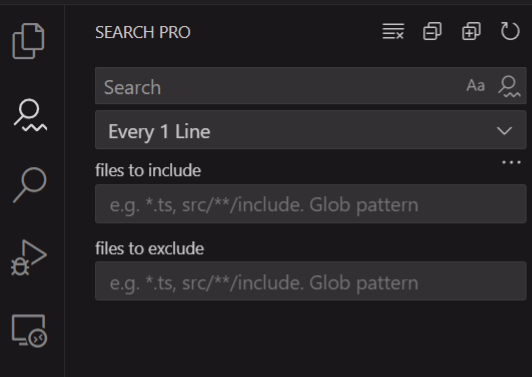 SEARCH PRO
Search Aa
Every 1 Line
files to include
e.g. *.ts, src/**/include. Glob pattern
files to exclude
e.g. *.ts, src/**/include. Glob pattern